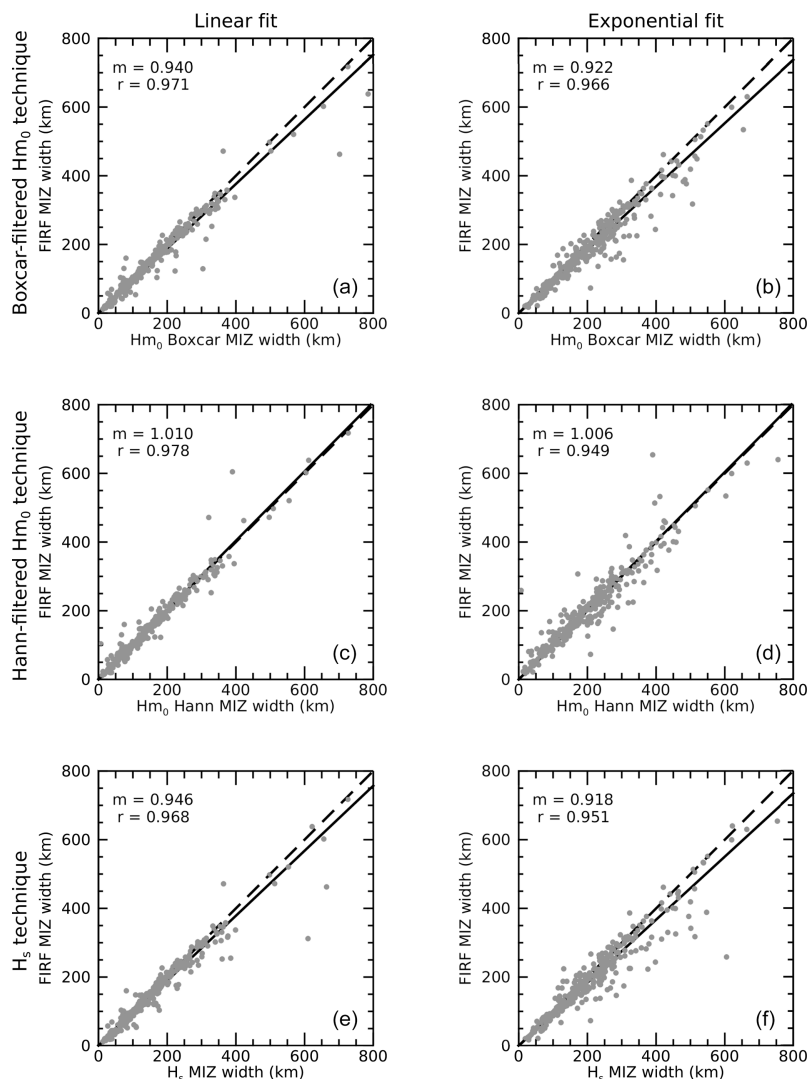 Linear fit
Exponential fit
Boxcar-filtered Hm₀ technique
FIRF MIZ width (km)
800
600
400
200
0
m = 0.940
r = 0.971
(a)
0 200 400 600 800
Hm₀ Boxcar MIZ width (km)
FIRF MIZ width (km)
800
600
400
200
0
m = 0.922
r = 0.966
(b)
0 200 400 600 800
Hm₀ Boxcar MIZ width (km)
Hann-filtered Hm₀ technique
FIRF MIZ width (km)
800
600
400
200
0
m = 1.010
r = 0.978
(c)
0 200 400 600 800
Hm₀ Hann MIZ width (km)
FIRF MIZ width (km)
800
600
400
200
0
m = 1.006
r = 0.949
(d)
0 200 400 600 800
Hm₀ Hann MIZ width (km)
Hₛ technique
FIRF MIZ width (km)
800
600
400
200
0
m = 0.946
r = 0.968
(e)
0 200 400 600 800
Hₛ MIZ width (km)
FIRF MIZ width (km)
800
600
400
200
0
m = 0.918
r = 0.951
(f)
0 200 400 600 800
Hₛ MIZ width (km)